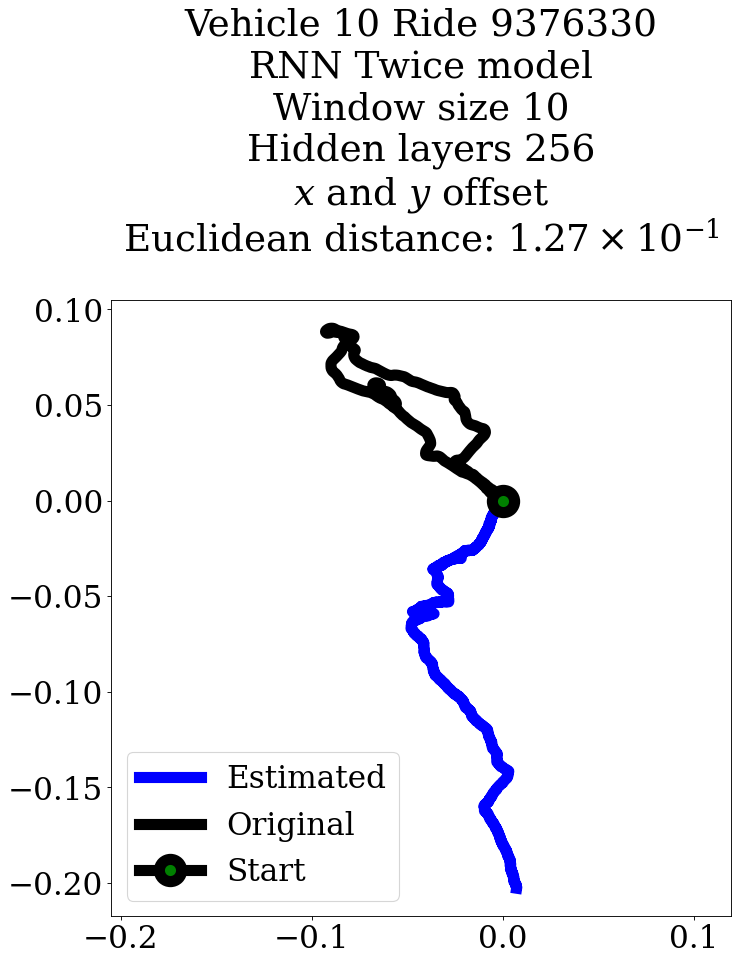 Vehicle 10 Ride 9376330
RNN Twice model
Window size 10
Hidden layers 256
x and y offset
Euclidean distance: 1.27 × 10⁻¹
0.10
0.05
0.00
−0.05
−0.10
−0.15
−0.20
Estimated
Original
Start
−0.2 −0.1 0.0 0.1